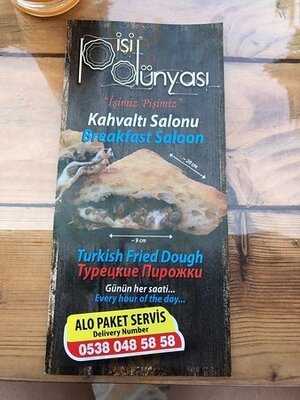 Pişi
Dünyası
"İşimiz Pişimiz"
Kahvaltı Salonu
Breakfast Saloon
~ 20 cm
~ 9 cm
Turkish Fried Dough
Турецкие Пирожки
Günün her saati...
Every hour of the day...
ALO PAKET SERVİS
Delivery Number
0538 048 58 58